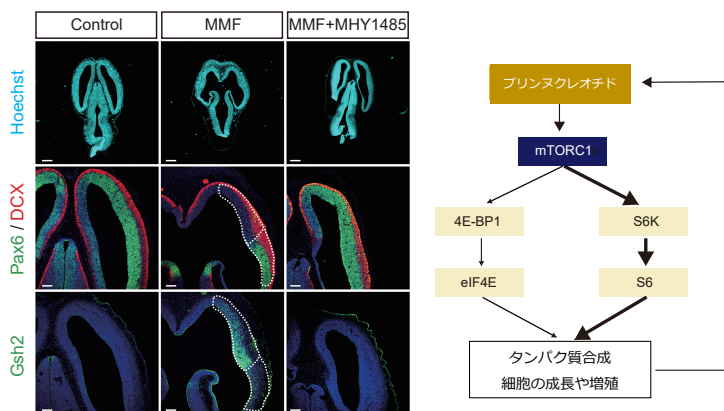 Control
MMF
MMF+MHY1485
Hoechst
Pax6 / DCX
Gsh2
プリンヌクレオチド
mTORC1
4E-BP1
S6K
eIF4E
S6
タンパク質合成
細胞の成長や増殖